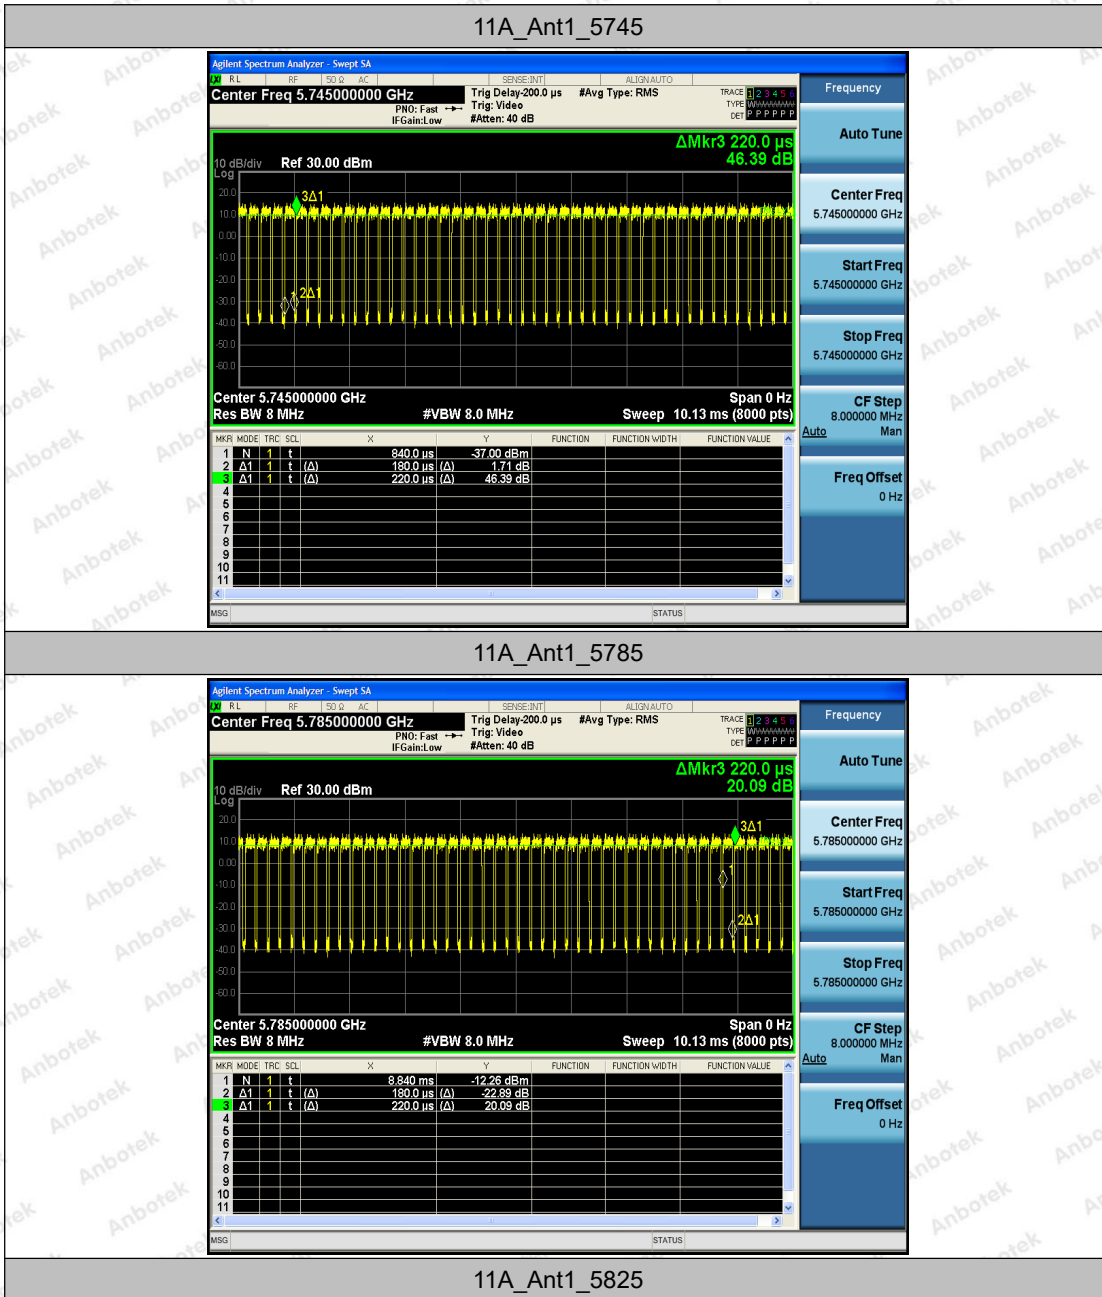 11A_Ant1_5745
Agilent Spectrum Analyzer - Swept SA
LXI RL RF 50 Ω AC SENSE:INT ALIGNAUTO
Center Freq 5.745000000 GHz
PNO: Fast
IFGain:Low
Trig Delay-200.0 µs
Trig: Video
#Atten: 40 dB
#Avg Type: RMS
TRACE 1 2 3 4 5 6
TYPE W
DET P P P P P P
ΔMkr3 220.0 µs
46.39 dB
10 dB/div Ref 30.00 dBm
Log
20.0
10.0
0.00
-10.0
-20.0
-30.0
-40.0
-50.0
-60.0
3Δ1
2Δ1
Center 5.745000000 GHz Span 0 Hz
Res BW 8 MHz #VBW 8.0 MHz Sweep 10.13 ms (8000 pts)
MKR MODE TRC SCL X Y FUNCTION FUNCTION WIDTH FUNCTION VALUE
1 N 1 t 840.0 µs -37.00 dBm
2 Δ1 1 t (Δ) 180.0 µs (Δ) 1.71 dB
3 Δ1 1 t (Δ) 220.0 µs (Δ) 46.39 dB
4
5
6
7
8
9
10
11
MSG STATUS
Frequency
Auto Tune
Center Freq
5.745000000 GHz
Start Freq
5.745000000 GHz
Stop Freq
5.745000000 GHz
CF Step
8.000000 MHz
Auto Man
Freq Offset
0 Hz
11A_Ant1_5785
Agilent Spectrum Analyzer - Swept SA
LXI RL RF 50 Ω AC SENSE:INT ALIGNAUTO
Center Freq 5.785000000 GHz
PNO: Fast
IFGain:Low
Trig Delay-200.0 µs
Trig: Video
#Atten: 40 dB
#Avg Type: RMS
TRACE 1 2 3 4 5 6
TYPE W
DET P P P P P P
ΔMkr3 220.0 µs
20.09 dB
10 dB/div Ref 30.00 dBm
Log
20.0
10.0
0.00
-10.0
-20.0
-30.0
-40.0
-50.0
-60.0
3Δ1
1
2Δ1
Center 5.785000000 GHz Span 0 Hz
Res BW 8 MHz #VBW 8.0 MHz Sweep 10.13 ms (8000 pts)
MKR MODE TRC SCL X Y FUNCTION FUNCTION WIDTH FUNCTION VALUE
1 N 1 t 8.840 ms -12.26 dBm
2 Δ1 1 t (Δ) 180.0 µs (Δ) -22.89 dB
3 Δ1 1 t (Δ) 220.0 µs (Δ) 20.09 dB
4
5
6
7
8
9
10
11
MSG STATUS
Frequency
Auto Tune
Center Freq
5.785000000 GHz
Start Freq
5.785000000 GHz
Stop Freq
5.785000000 GHz
CF Step
8.000000 MHz
Auto Man
Freq Offset
0 Hz
11A_Ant1_5825